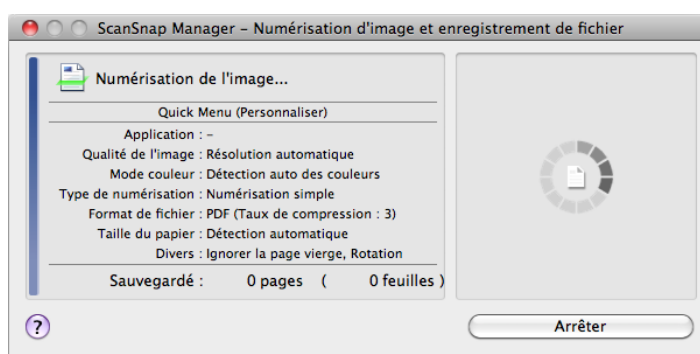 ScanSnap Manager – Numérisation d'image et enregistrement de fichier
Numérisation de l'image...
Quick Menu (Personnaliser)
Application : –
Qualité de l'image : Résolution automatique
Mode couleur : Détection auto des couleurs
Type de numérisation : Numérisation simple
Format de fichier : PDF (Taux de compression : 3)
Taille du papier : Détection automatique
Divers : Ignorer la page vierge, Rotation
Sauvegardé : 0 pages ( 0 feuilles )
?
Arrêter